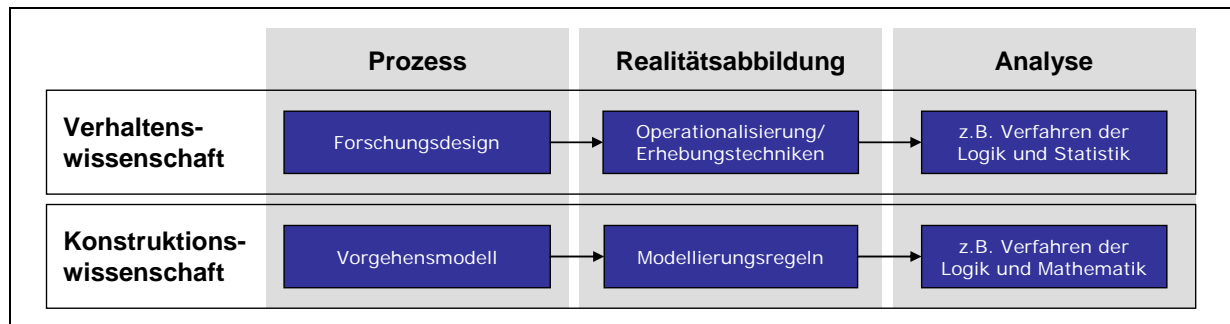 Prozess
Realitätsabbildung
Analyse
Verhaltens-
wissenschaft
Forschungsdesign
Operationalisierung/
Erhebungstechniken
z.B. Verfahren der
Logik und Statistik
Konstruktions-
wissenschaft
Vorgehensmodell
Modellierungsregeln
z.B. Verfahren der
Logik und Mathematik